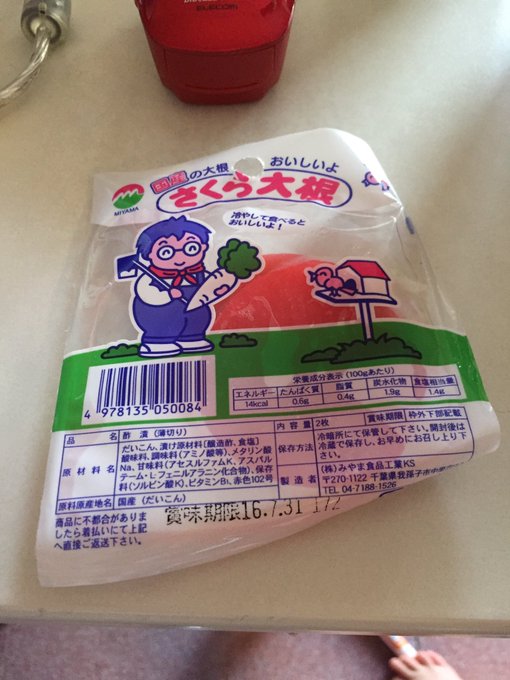 ELECOM
国産の大根 おいしいよ
さくら大根
MIYAMA
冷やして食べると
おいしいよ!
栄養成分表示(100gあたり)
エネルギー たんぱく質 脂質 炭水化物 食塩相当量
14kcal 0.6g 0.4g 1.9g 1.4g
4 978135 050084
品名 酢漬(薄切り)
原材料名 だいこん、漬け原材料[醸造酢、食塩]
酸味料、調味料(アミノ酸等)、メタリン酸
Na、甘味料(アセスルファムK、アスパル
テーム・L-フェニルアラニン化合物)、保存
料(ソルビン酸K)、ビタミンB₁、赤色102号
原料原産地名 国産(だいこん)
内容量 2枚 賞味期限 枠外下部記載
保存方法 冷暗所にて保管して下さい。開封後は
冷蔵で保存し、お早めにお召し上り下
さい。
製造者 (株)みやま食品工業KS
〒270-1122 千葉県我孫子市中里
TEL 04-7188-1526
商品に不都合がありま
したら着払いにて上記
へ直接ご返送下さい。
賞味期限16.7.31 172